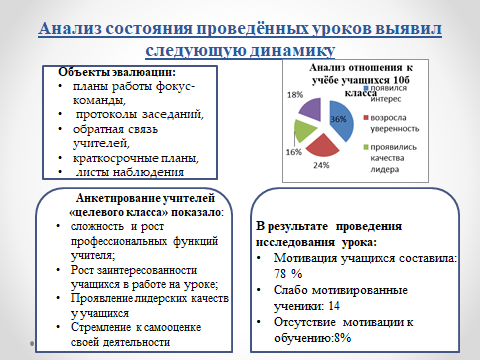 Анализ состояния проведённых уроков выявил
следующую динамику
Объекты эвалюации:
• планы работы фокус-
команды,
• протоколы заседаний,
• обратная связь
учителей,
• краткосрочные планы,
• листы наблюдения
Анализ отношения к
учёбе учащихся 10б
класса
18%
36%
16%
24%
появился
интерес
возросла
уверенность
проявились
качества
лидера
Анкетирование учителей
«целевого класса» показало:
• сложность и рост
профессиональных функций
учителя;
• Рост заинтересованности
учащихся в работе на уроке;
• Проявление лидерских качеств
у учащихся
• Стремление к самооценке
своей деятельности
В результате проведения
исследования урока:
• Мотивация учащихся составила:
78 %
• Слабо мотивированные
ученики: 14
• Отсутствие мотивации к
обучению:8%